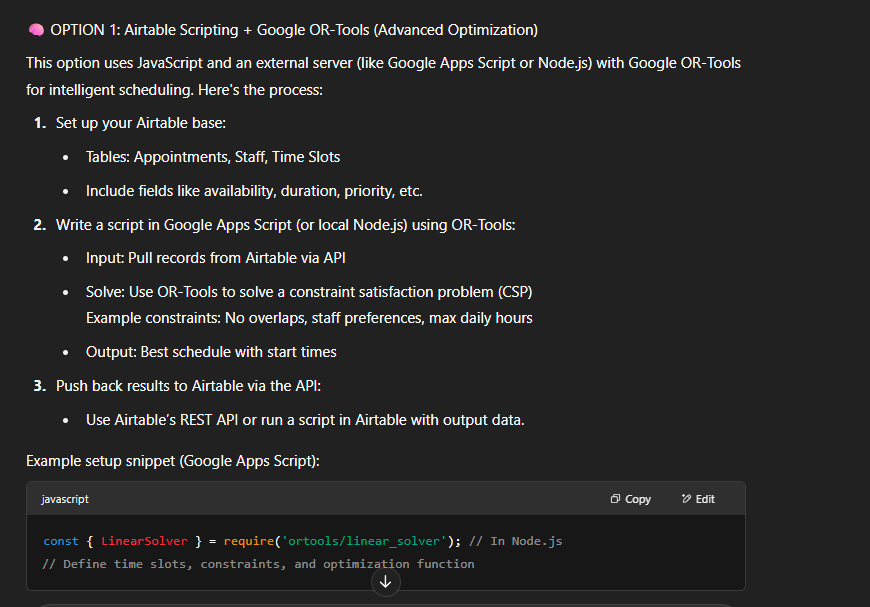 🧠 OPTION 1: Airtable Scripting + Google OR-Tools (Advanced Optimization)
This option uses JavaScript and an external server (like Google Apps Script or Node.js) with Google OR-Tools
for intelligent scheduling. Here's the process:
1. Set up your Airtable base:
• Tables: Appointments, Staff, Time Slots
• Include fields like availability, duration, priority, etc.
2. Write a script in Google Apps Script (or local Node.js) using OR-Tools:
• Input: Pull records from Airtable via API
• Solve: Use OR-Tools to solve a constraint satisfaction problem (CSP)
Example constraints: No overlaps, staff preferences, max daily hours
• Output: Best schedule with start times
3. Push back results to Airtable via the API:
• Use Airtable’s REST API or run a script in Airtable with output data.
Example setup snippet (Google Apps Script):
javascript Copy Edit
const { LinearSolver } = require('ortools/linear_solver'); // In Node.js
// Define time slots, constraints, and optimization function